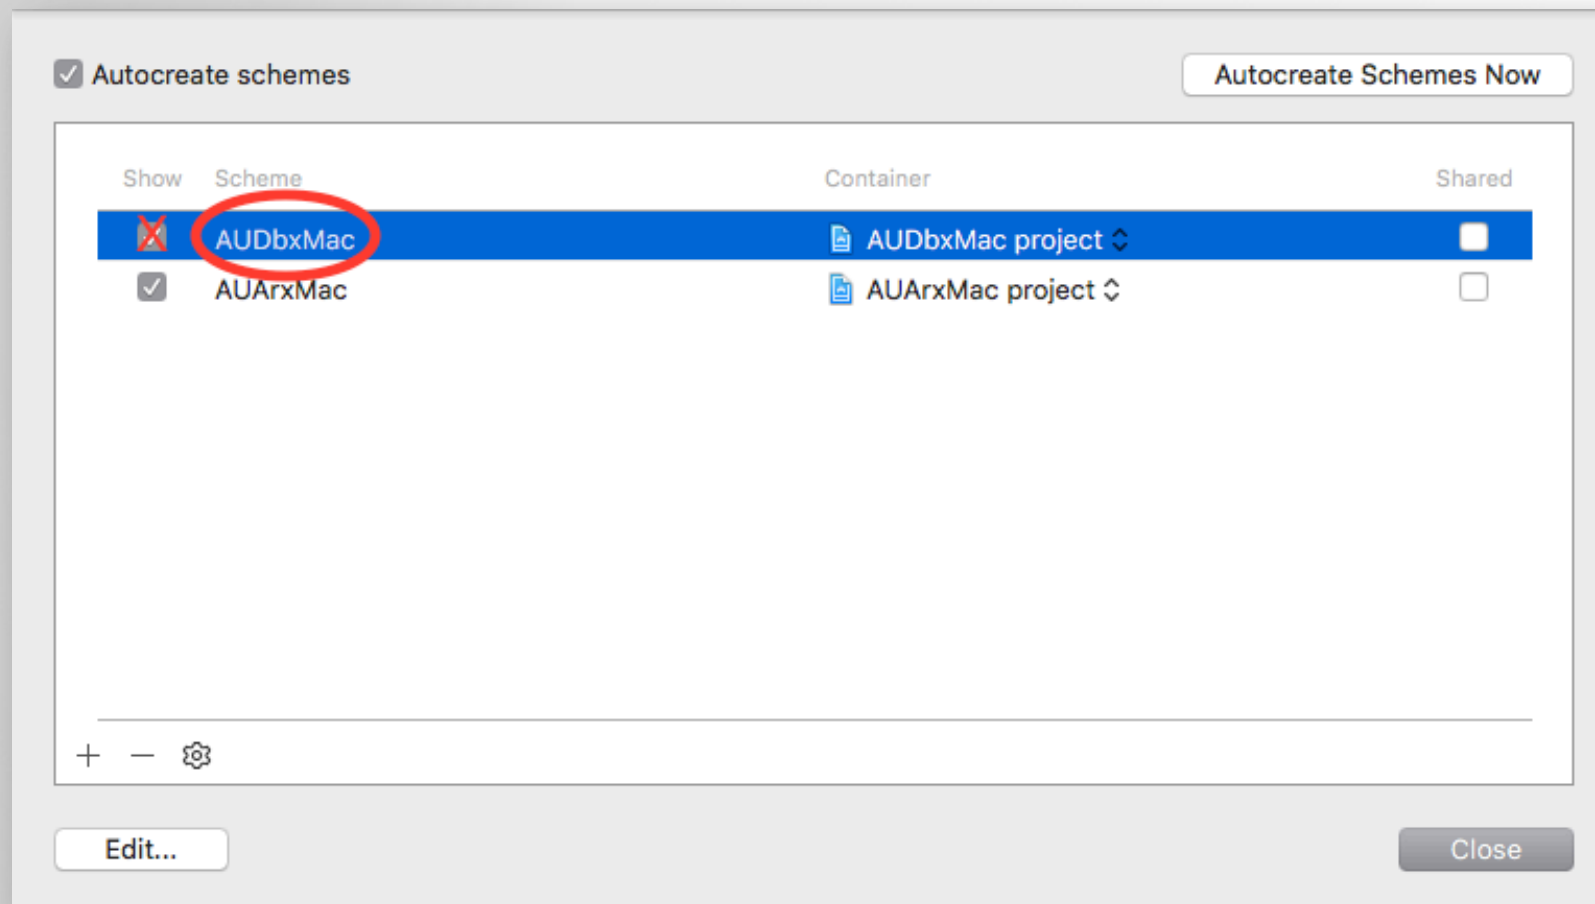 Autocreate schemes Autocreate Schemes Now
Show Scheme Container Shared
AUDbxMac AUDbxMac project
AUArxMac AUArxMac project
Edit... Close